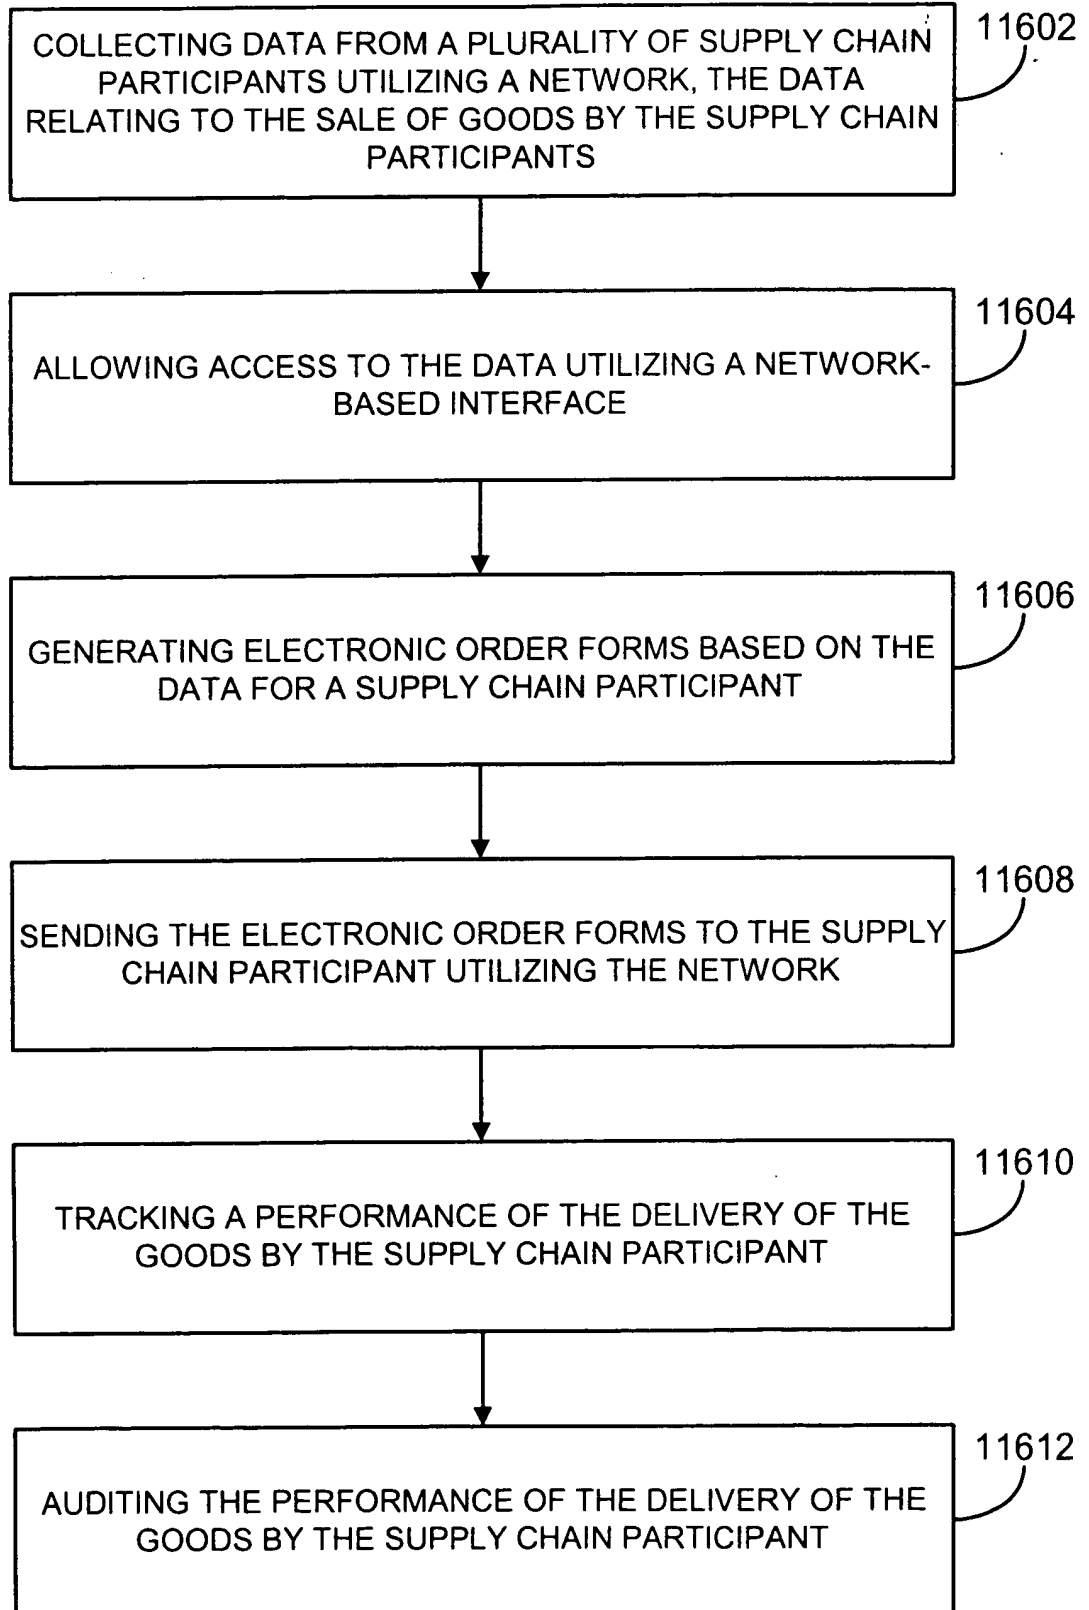 COLLECTING DATA FROM A PLURALITY OF SUPPLY CHAIN
PARTICIPANTS UTILIZING A NETWORK, THE DATA
RELATING TO THE SALE OF GOODS BY THE SUPPLY CHAIN
PARTICIPANTS
11602
ALLOWING ACCESS TO THE DATA UTILIZING A NETWORK-
BASED INTERFACE
11604
GENERATING ELECTRONIC ORDER FORMS BASED ON THE
DATA FOR A SUPPLY CHAIN PARTICIPANT
11606
SENDING THE ELECTRONIC ORDER FORMS TO THE SUPPLY
CHAIN PARTICIPANT UTILIZING THE NETWORK
11608
TRACKING A PERFORMANCE OF THE DELIVERY OF THE
GOODS BY THE SUPPLY CHAIN PARTICIPANT
11610
AUDITING THE PERFORMANCE OF THE DELIVERY OF THE
GOODS BY THE SUPPLY CHAIN PARTICIPANT
11612